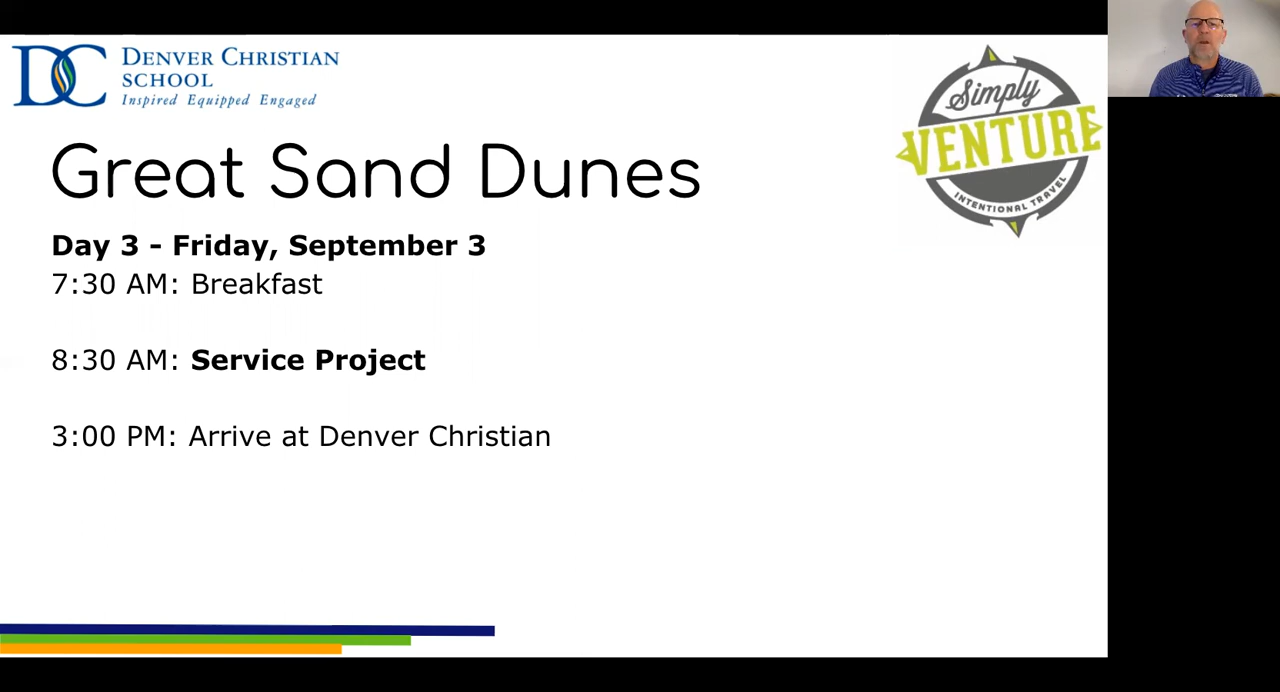 DC DENVER CHRISTIAN
SCHOOL
Inspired Equipped Engaged
Simply
VENTURE
INTENTIONAL TRAVEL
Great Sand Dunes
Day 3 - Friday, September 3
7:30 AM: Breakfast
8:30 AM: Service Project
3:00 PM: Arrive at Denver Christian